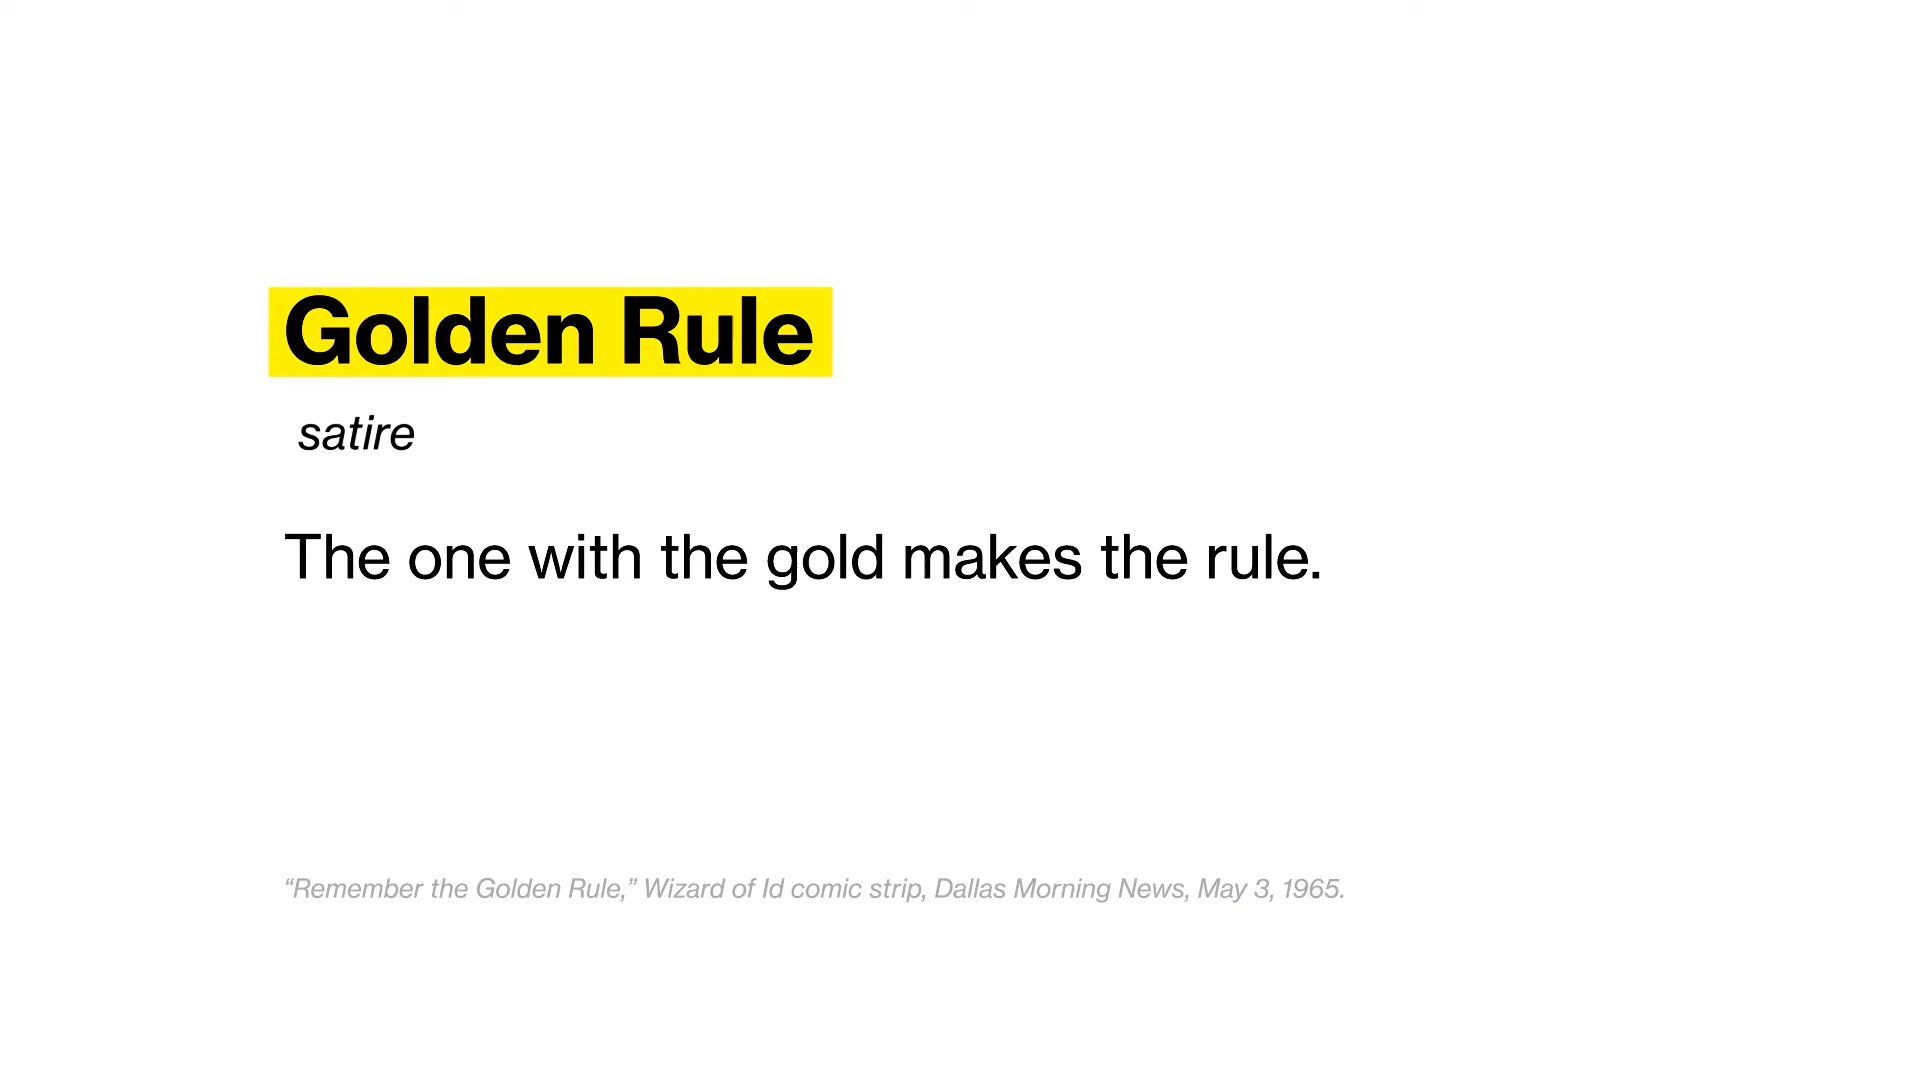 Golden Rule
satire
The one with the gold makes the rule.
“Remember the Golden Rule,” Wizard of Id comic strip, Dallas Morning News, May 3, 1965.